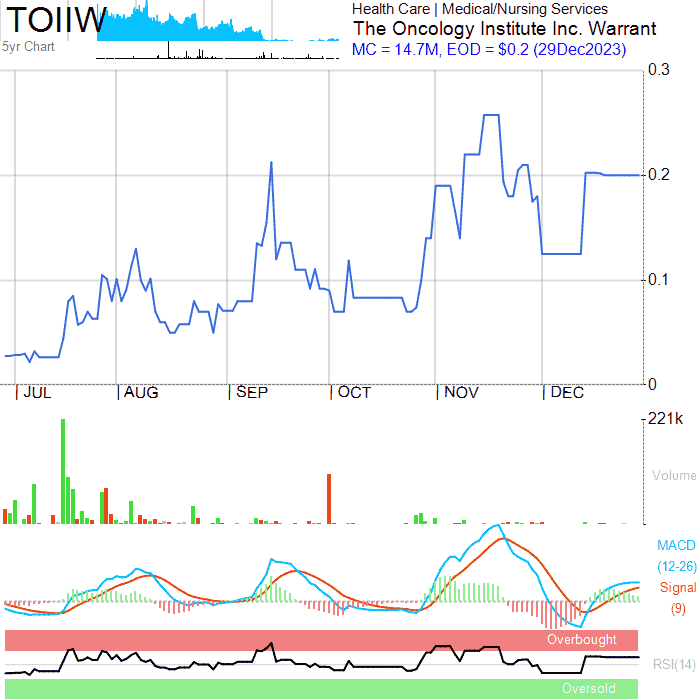 TOIIW
5yr Chart
Health Care | Medical/Nursing Services
The Oncology Institute Inc. Warrant
MC = 14.7M, EOD = $0.2 (29Dec2023)
0.3
0.2
0.1
0
JUL AUG SEP OCT NOV DEC
221k
Volume
MACD
(12-26)
Signal
(9)
Overbought
RSI(14)
Oversold